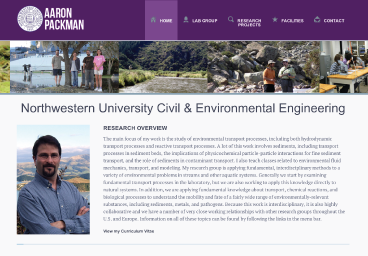 AARON
PACKMAN
HOME
LAB GROUP
RESEARCH
PROJECTS
FACILITIES
CONTACT
Northwestern University Civil & Environmental Engineering
RESEARCH OVERVIEW
The main focus of my work is the study of environmental transport processes, including both hydrodynamic
transport processes and reactive transport processes. A lot of this work involves sediments, including transport
processes in sediment beds, the implications of physicochemical particle-particle interactions for fine sediment
transport, and the role of sediments in contaminant transport. I also teach classes related to environmental fluid
mechanics, transport, and modeling. My research group is applying fundamental, interdisciplinary methods to a
variety of environmental problems in streams and other aquatic systems. Generally we start by examining
fundamental transport processes in the laboratory, but we are also working to apply this knowledge directly in
natural systems. In addition, we are applying fundamental knowledge about transport, chemical reactions, and
biological processes to understand the mobility and fate of a fairly wide range of environmentally-relevant
substances, including sediments, metals, and pathogens. Because this work is interdisciplinary, it is also highly
collaborative and we have a number of very close working relationships with other research groups throughout the
U.S. and Europe. Information on all of these topics can be found by following the links in the menu bar.
View my Curriculum Vitae